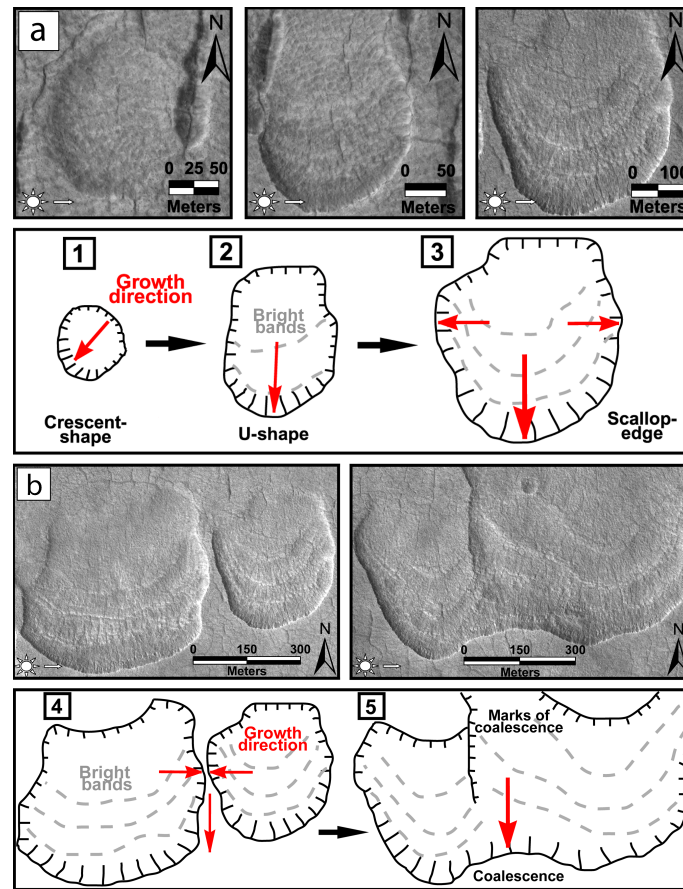 a
N
0 25 50
Meters
N
0 50
Meters
N
0 100
Meters
1
2
3
Growth
direction
Bright
bands
Crescent-
shape
U-shape
Scallop-
edge
b
0 150 300
Meters
N
0 150 300
Meters
N
4
5
Growth
direction
Bright
bands
Marks of
coalescence
Coalescence